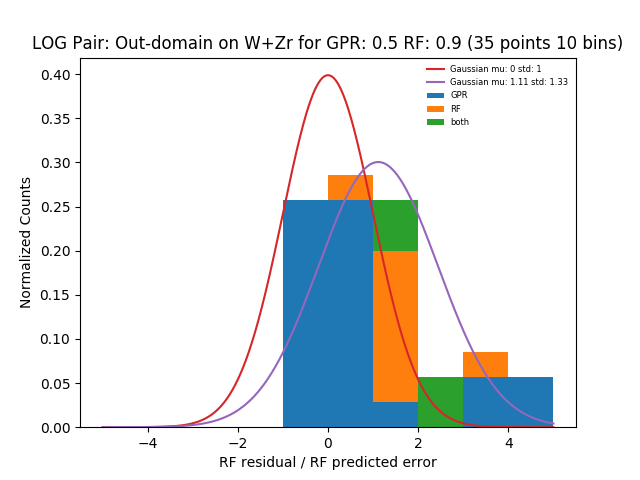 LOG Pair: Out-domain on W+Zr for GPR: 0.5 RF: 0.9 (35 points 10 bins)
Gaussian mu: 0 std: 1
Gaussian mu: 1.11 std: 1.33
GPR
RF
both
Normalized Counts
0.40
0.35
0.30
0.25
0.20
0.15
0.10
0.05
0.00
−4 −2 0 2 4
RF residual / RF predicted error